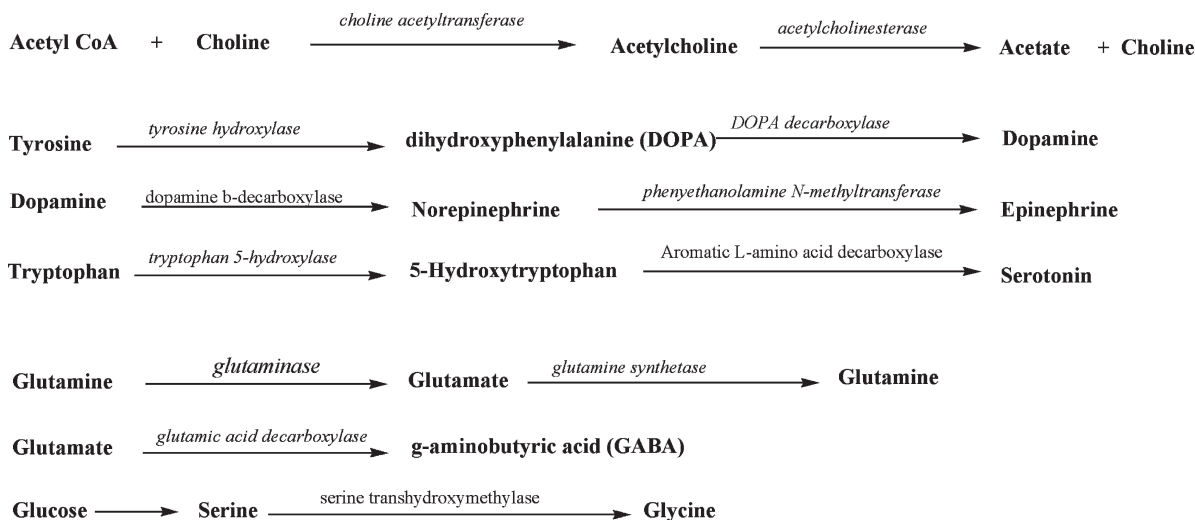 Acetyl CoA + Choline choline acetyltransferase Acetylcholine acetylcholinesterase Acetate + Choline
Tyrosine tyrosine hydroxylase dihydroxyphenylalanine (DOPA) DOPA decarboxylase Dopamine
Dopamine dopamine b-decarboxylase Norepinephrine phenyethanolamine N-methyltransferase Epinephrine
Tryptophan tryptophan 5-hydroxylase 5-Hydroxytryptophan Aromatic L-amino acid decarboxylase Serotonin
Glutamine glutaminase Glutamate glutamine synthetase Glutamine
Glutamate glutamic acid decarboxylase g-aminobutyric acid (GABA)
Glucose Serine serine transhydroxymethylase Glycine